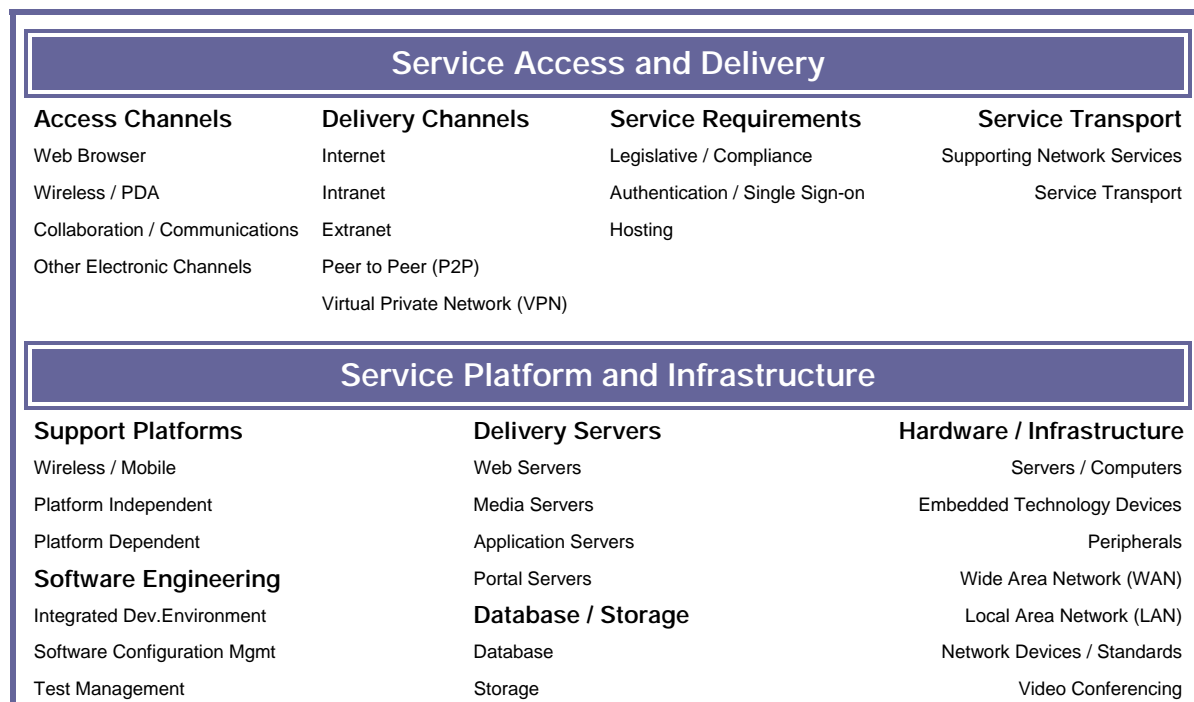 Service Access and Delivery
Access Channels
Web Browser
Wireless / PDA
Collaboration / Communications
Other Electronic Channels
Delivery Channels
Internet
Intranet
Extranet
Peer to Peer (P2P)
Virtual Private Network (VPN)
Service Requirements
Legislative / Compliance
Authentication / Single Sign-on
Hosting
Service Transport
Supporting Network Services
Service Transport
Service Platform and Infrastructure
Support Platforms
Wireless / Mobile
Platform Independent
Platform Dependent
Software Engineering
Integrated Dev.Environment
Software Configuration Mgmt
Test Management
Delivery Servers
Web Servers
Media Servers
Application Servers
Portal Servers
Database / Storage
Database
Storage
Hardware / Infrastructure
Servers / Computers
Embedded Technology Devices
Peripherals
Wide Area Network (WAN)
Local Area Network (LAN)
Network Devices / Standards
Video Conferencing